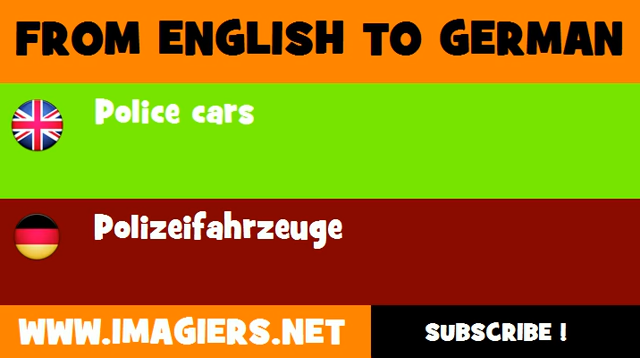 FROM ENGLISH TO GERMAN
Police cars
Polizeifahrzeuge
WWW.IMAGIERS.NET
SUBSCRIBE !